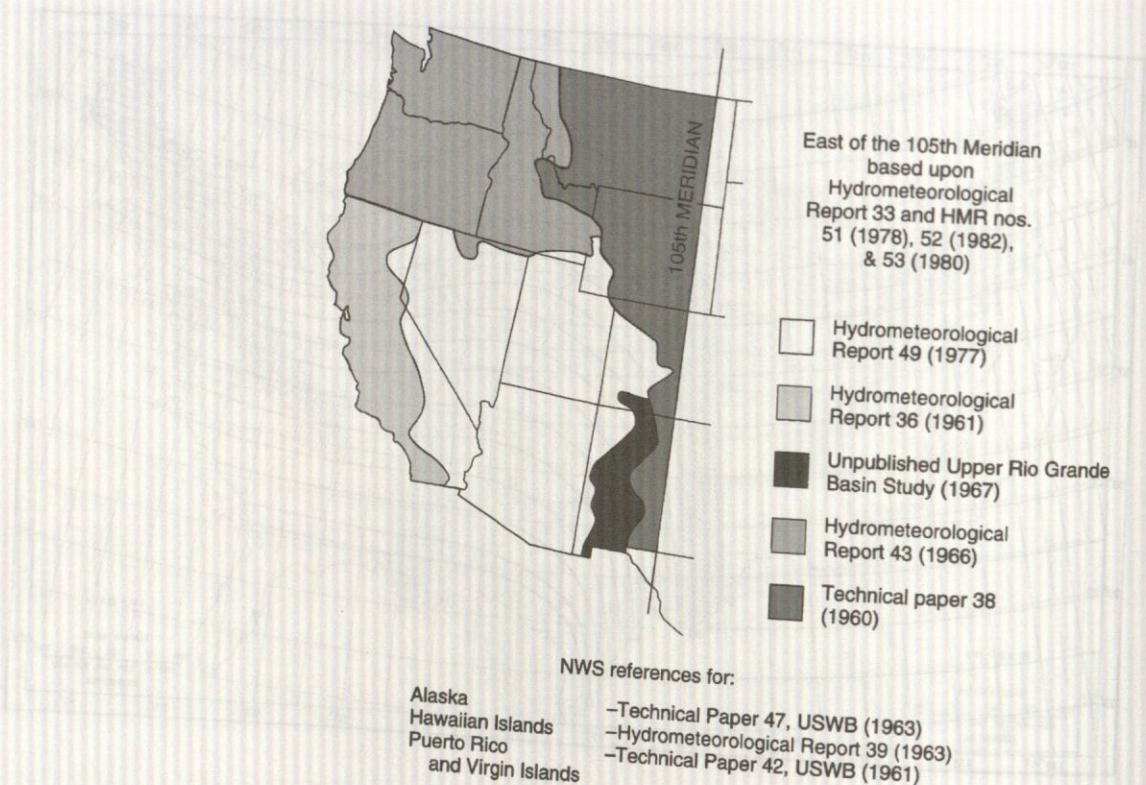 105th MERIDIAN
East of the 105th Meridian
based upon
Hydrometeorological
Report 33 and HMR nos.
51 (1978), 52 (1982),
& 53 (1980)
Hydrometeorological
Report 49 (1977)
Hydrometeorological
Report 36 (1961)
Unpublished Upper Rio Grande
Basin Study (1967)
Hydrometeorological
Report 43 (1966)
Technical paper 38
(1960)
NWS references for:
Alaska –Technical Paper 47, USWB (1963)
Hawaiian Islands –Hydrometeorological Report 39 (1963)
Puerto Rico –Technical Paper 42, USWB (1961)
and Virgin Islands